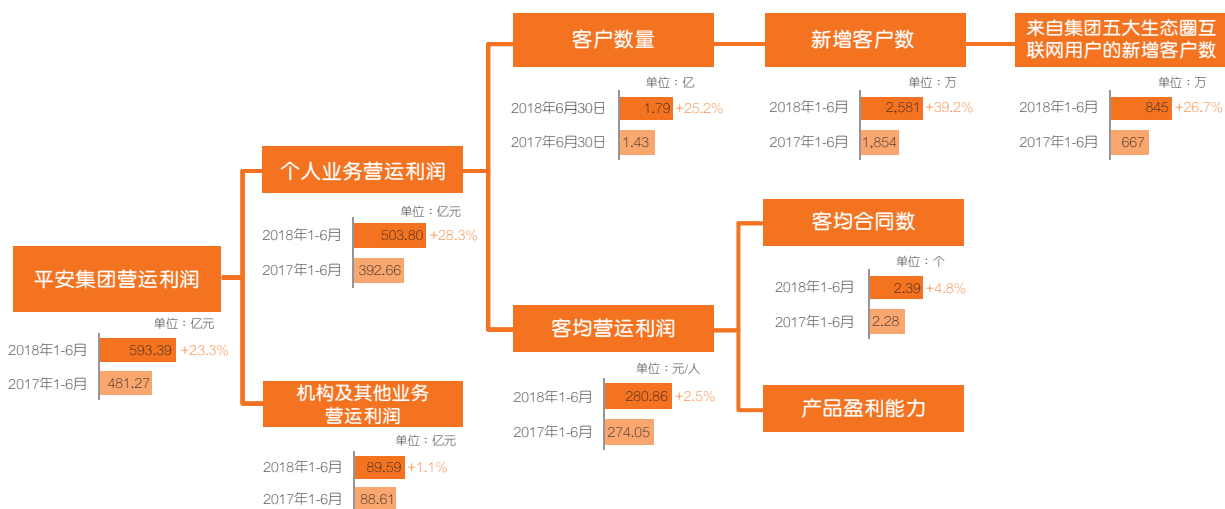 平安集团营运利润
单位：亿元
2018年1-6月 593.39 +23.3%
2017年1-6月 481.27
个人业务营运利润
单位：亿元
2018年1-6月 503.80 +28.3%
2017年1-6月 392.66
机构及其他业务
营运利润
单位：亿元
2018年1-6月 89.59 +1.1%
2017年1-6月 88.61
客户数量
单位：亿
2018年6月30日 1.79 +25.2%
2017年6月30日 1.43
新增客户数
单位：万
2018年1-6月 2,581 +39.2%
2017年1-6月 1,854
来自集团五大生态圈互
联网用户的新增客户数
单位：万
2018年1-6月 845 +26.7%
2017年1-6月 667
客均营运利润
单位：元/人
2018年1-6月 280.86 +2.5%
2017年1-6月 274.05
客均合同数
单位：个
2018年1-6月 2.39 +4.8%
2017年1-6月 2.28
产品盈利能力